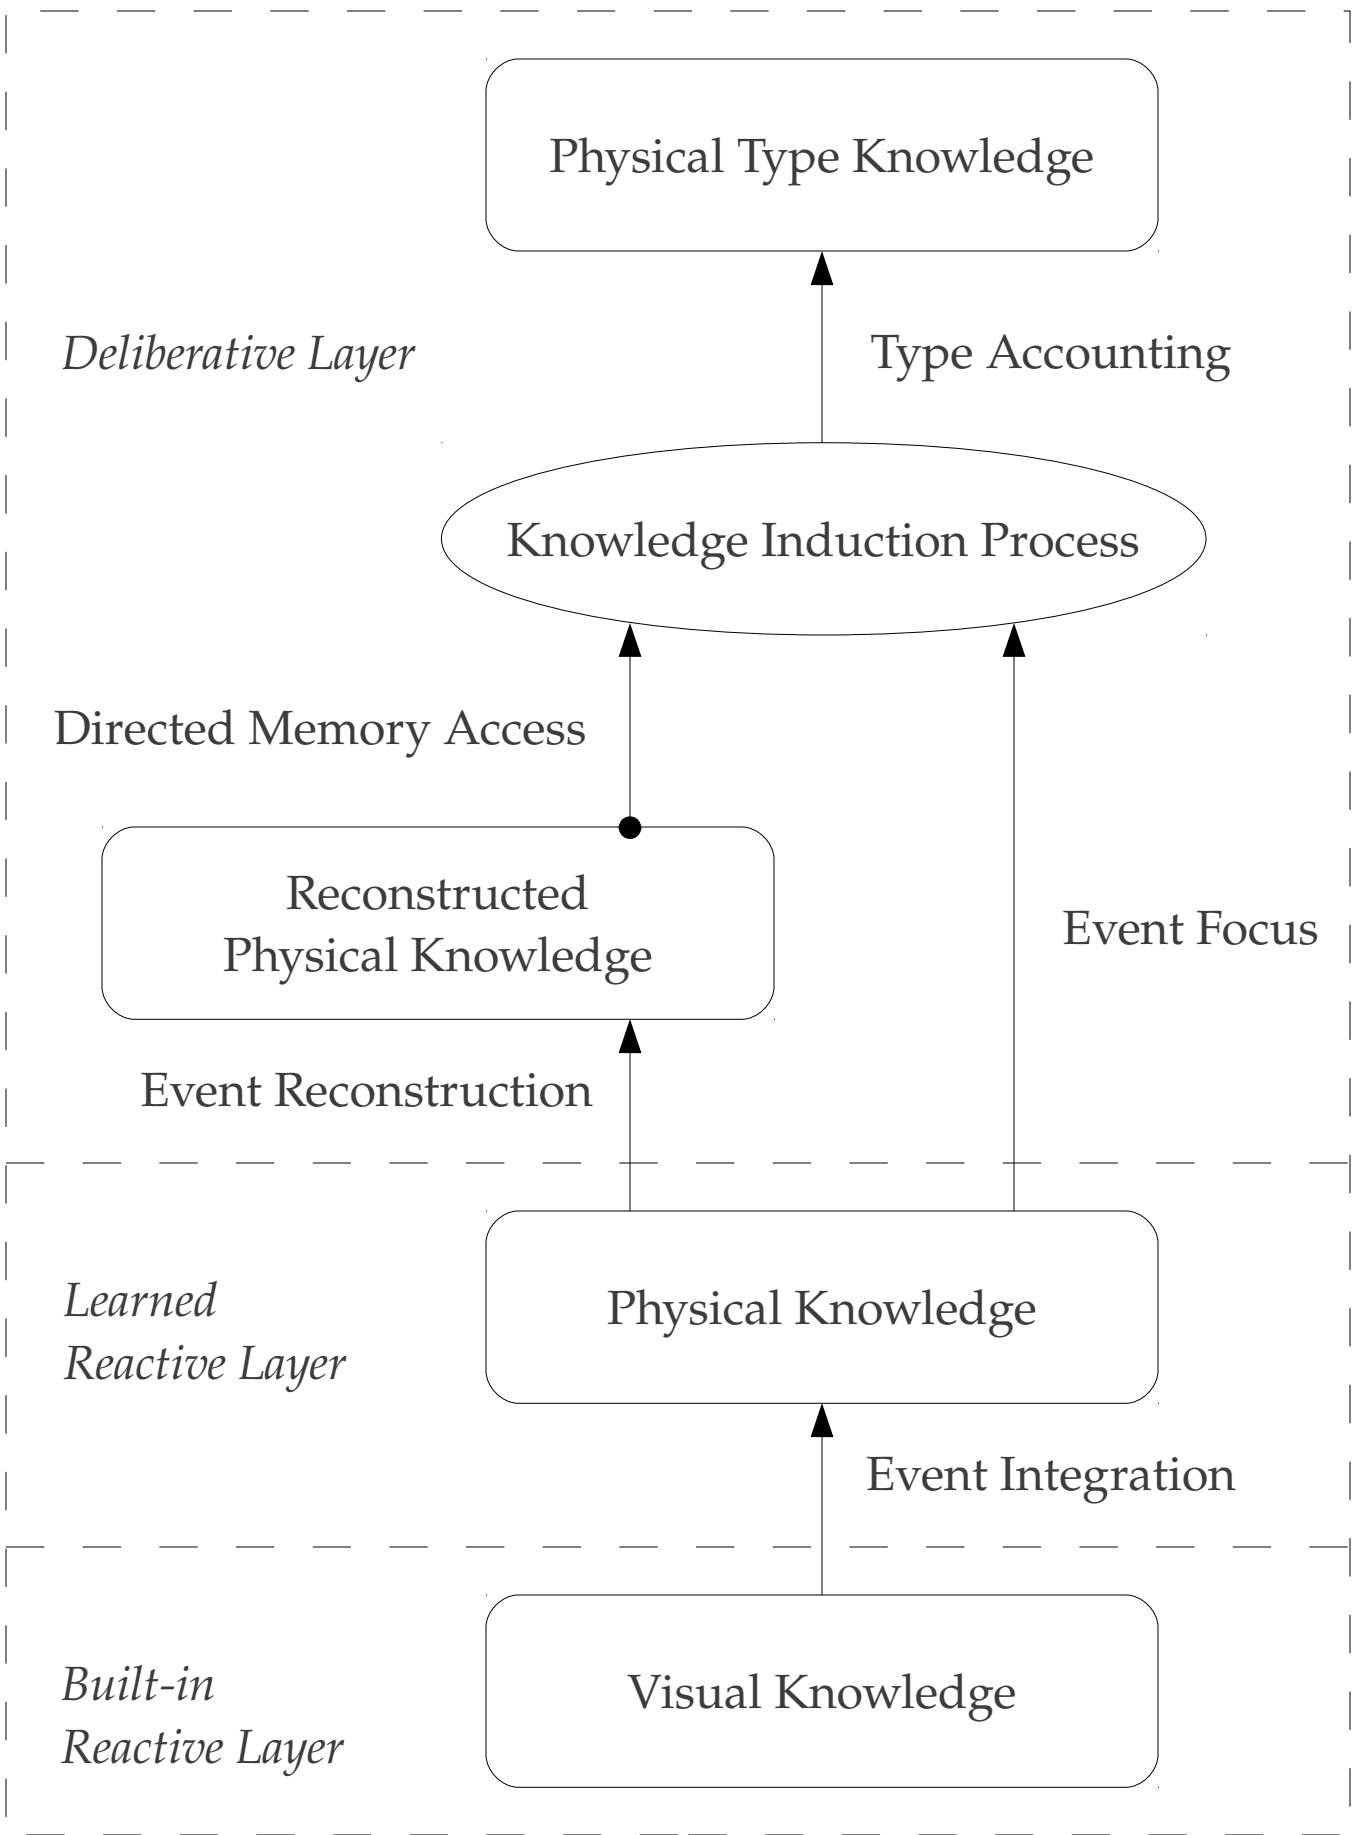 Physical Type Knowledge
Deliberative Layer
Type Accounting
Knowledge Induction Process
Directed Memory Access
Reconstructed
Physical Knowledge
Event Focus
Event Reconstruction
Learned
Reactive Layer
Physical Knowledge
Event Integration
Built-in
Reactive Layer
Visual Knowledge